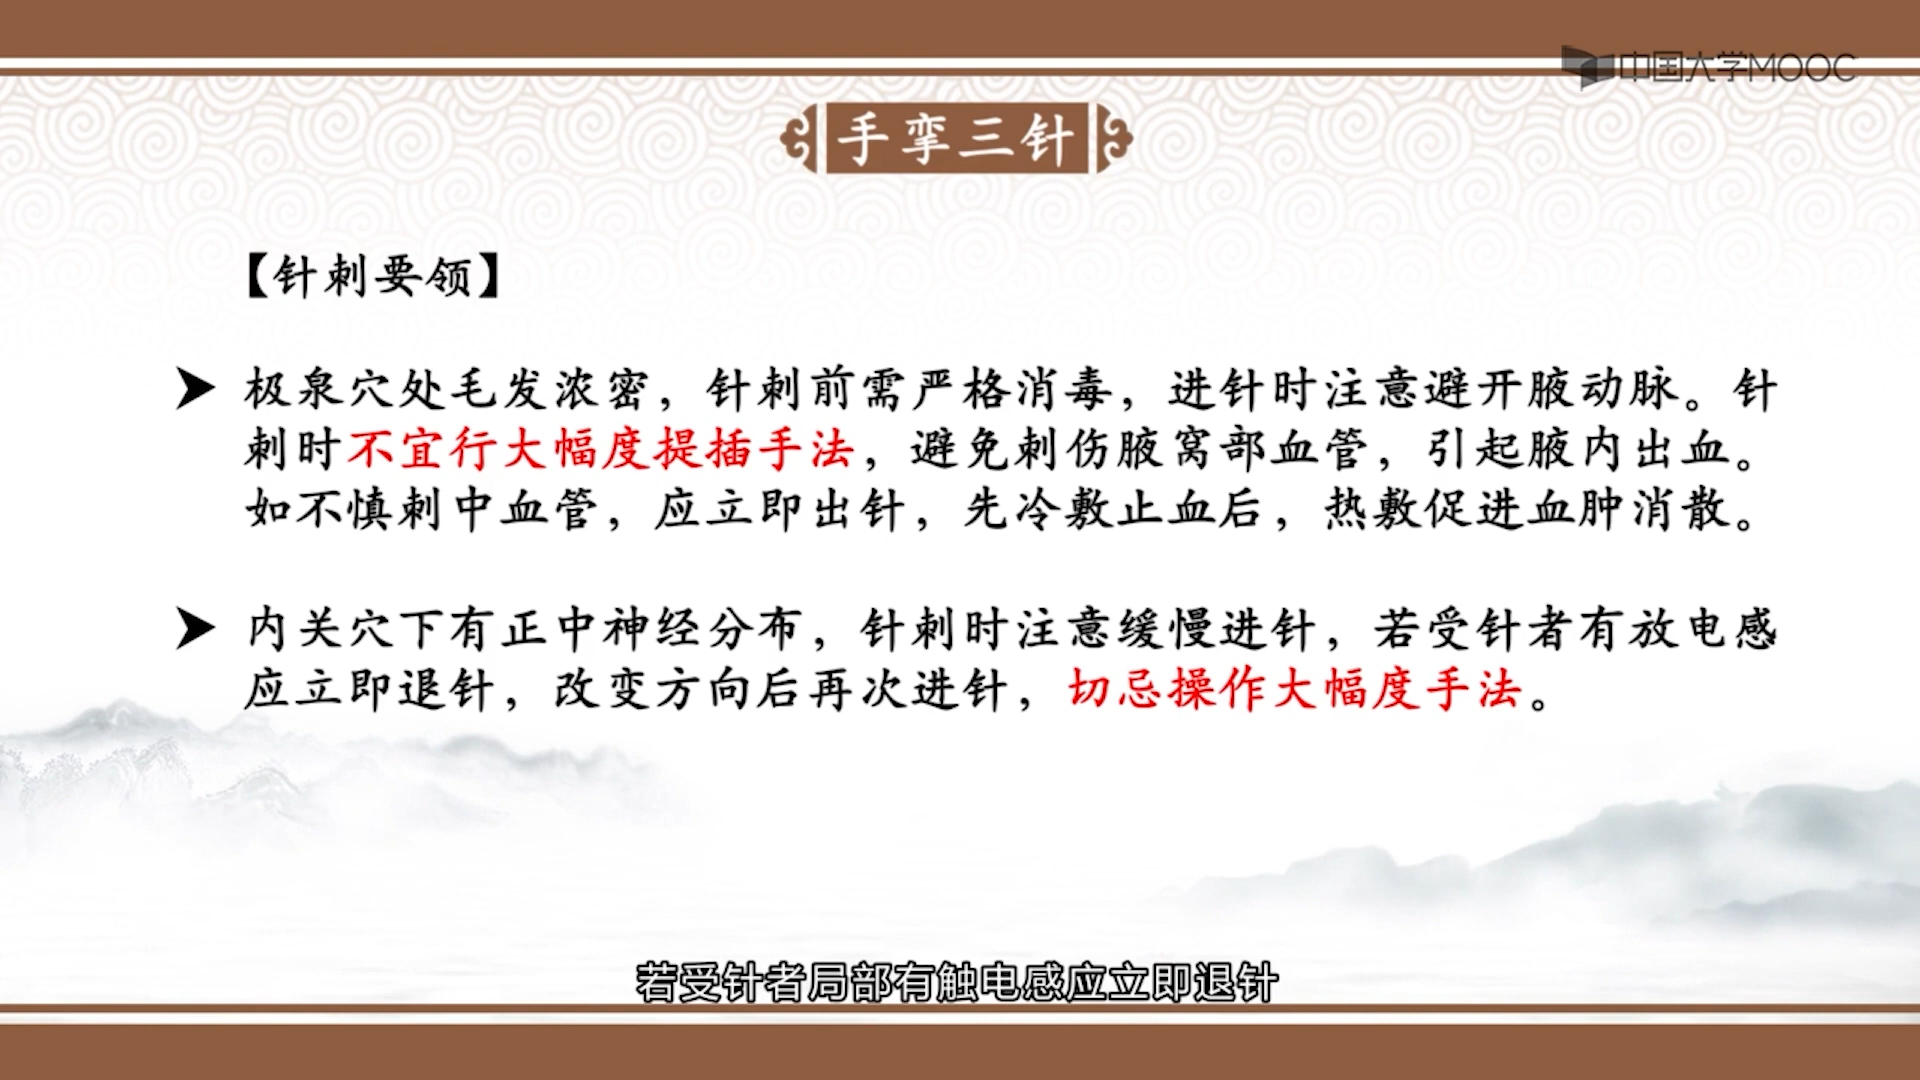 中国大学MOOC
手挛三针
【针刺要领】
➤ 极泉穴处毛发浓密，针刺前需严格消毒，进针时注意避开腋动脉。针
刺时不宜行大幅度提插手法，避免刺伤腋窝部血管，引起腋内出血。
如不慎刺中血管，应立即出针，先冷敷止血后，热敷促进血肿消散。
➤ 内关穴下有正中神经分布，针刺时注意缓慢进针，若受针者有放电感
应立即退针，改变方向后再次进针，切忌操作大幅度手法。
若受针者局部有触电感应立即退针